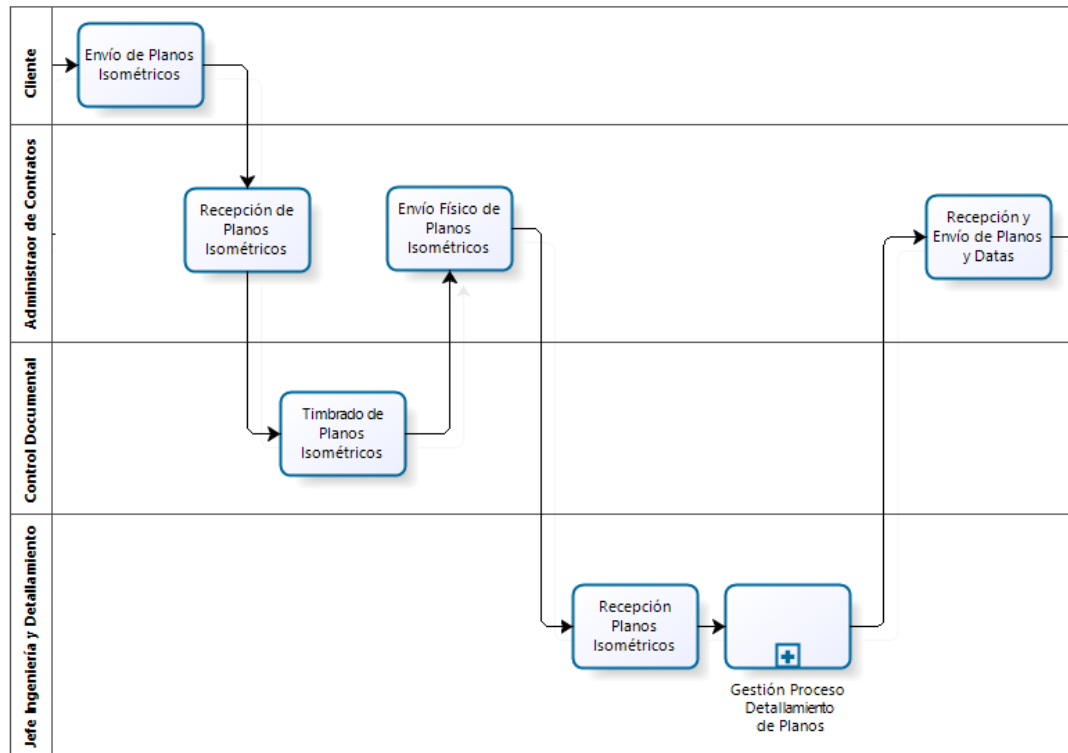 Cliente
Envío de Planos
Isométricos
Administraor de Contratos
Recepción de
Planos
Isométricos
Envío Físico de
Planos
Isométricos
Recepción y
Envío de Planos
y Datas
Control Documental
Timbrado de
Planos
Isométricos
Jefe Ingeniería y Detallamiento
Recepción
Planos
Isométricos
Gestión Proceso
Detallamiento
de Planos